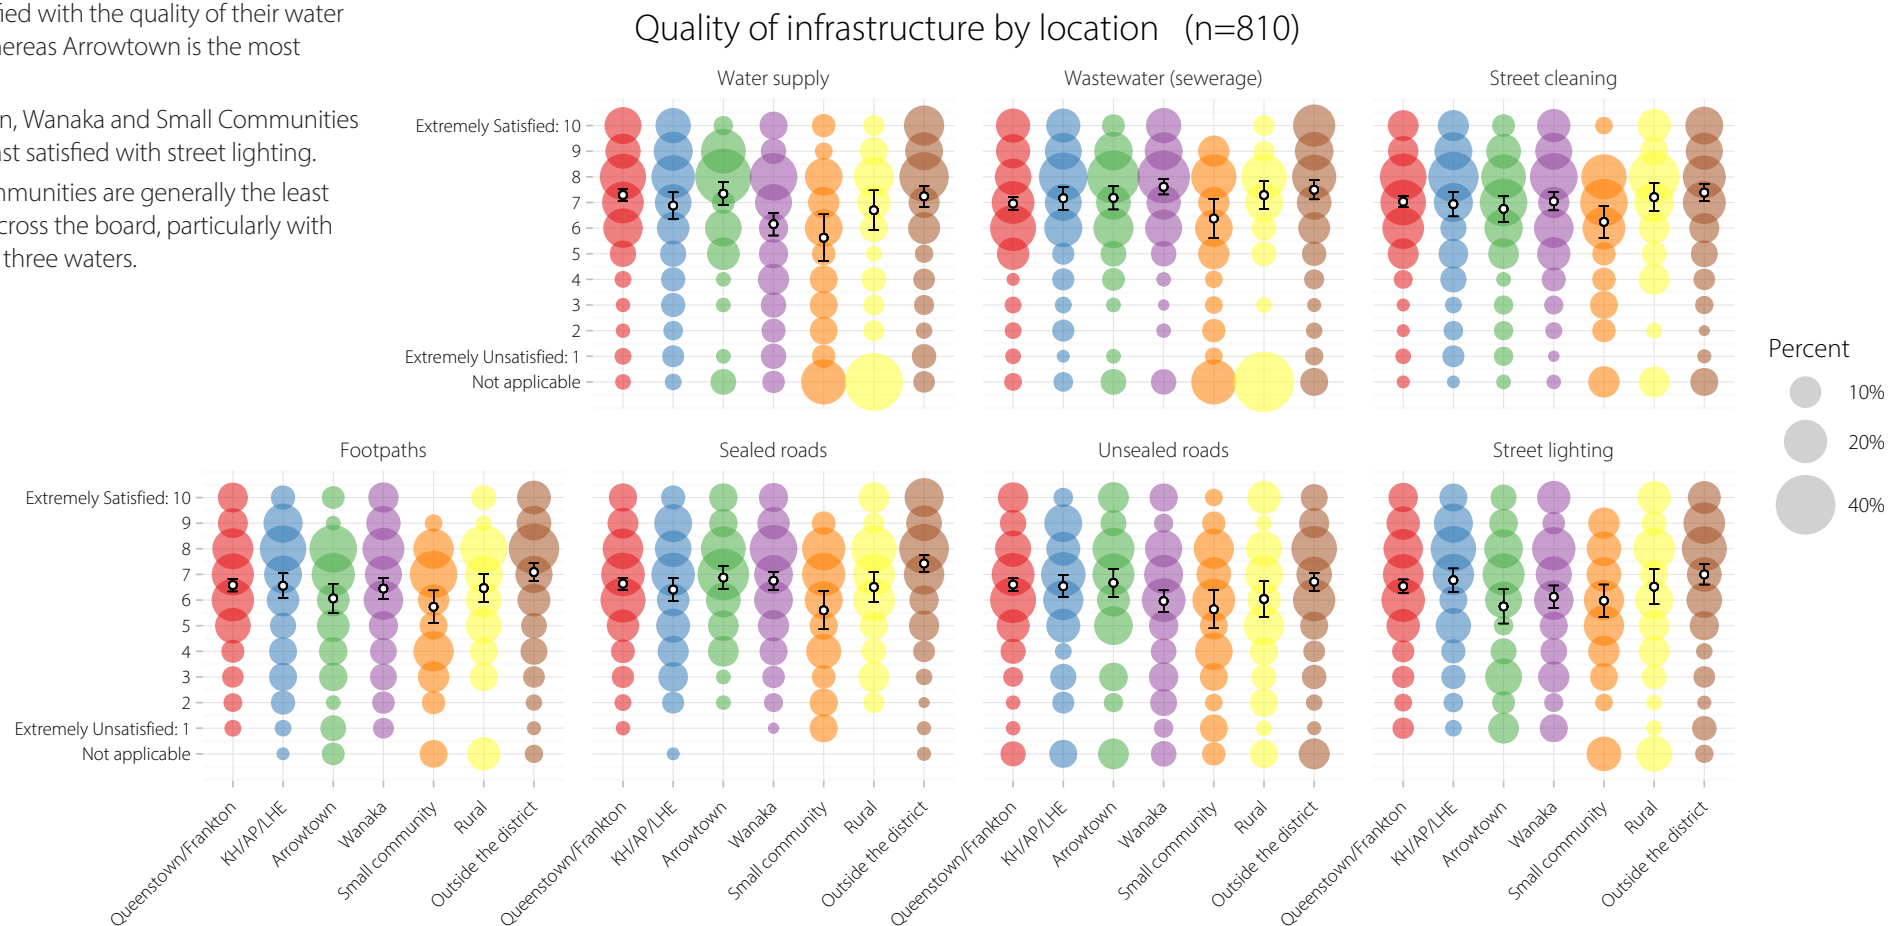 fied with the quality of their water
ereas Arrowtown is the most
n, Wanaka and Small Communities
ast satisfied with street lighting.
mmunities are generally the least
cross the board, particularly with
three waters.
Quality of infrastructure by location (n=810)
Water supply
Wastewater (sewerage)
Street cleaning
Extremely Satisfied: 10
9
8
7
6
5
4
3
2
Extremely Unsatisfied: 1
Not applicable
Percent
10%
20%
40%
Footpaths
Sealed roads
Unsealed roads
Street lighting
Extremely Satisfied: 10
9
8
7
6
5
4
3
2
Extremely Unsatisfied: 1
Not applicable
Queenstown/Frankton
KH/AP/LHE
Arrowtown
Wanaka
Small community
Rural
Outside the district
Queenstown/Frankton
KH/AP/LHE
Arrowtown
Wanaka
Small community
Rural
Outside the district
Queenstown/Frankton
KH/AP/LHE
Arrowtown
Wanaka
Small community
Rural
Outside the district
Queenstown/Frankton
KH/AP/LHE
Arrowtown
Wanaka
Small community
Rural
Outside the district